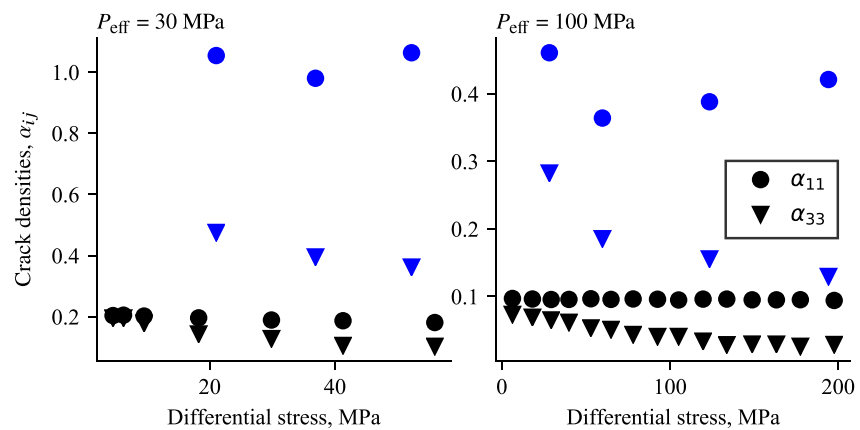 P_eff = 30 MPa
P_eff = 100 MPa
Crack densities, α_ij
1.0
0.8
0.6
0.4
0.2
20
40
Differential stress, MPa
0.4
0.3
0.2
0.1
0
100
200
Differential stress, MPa
α_11
α_33